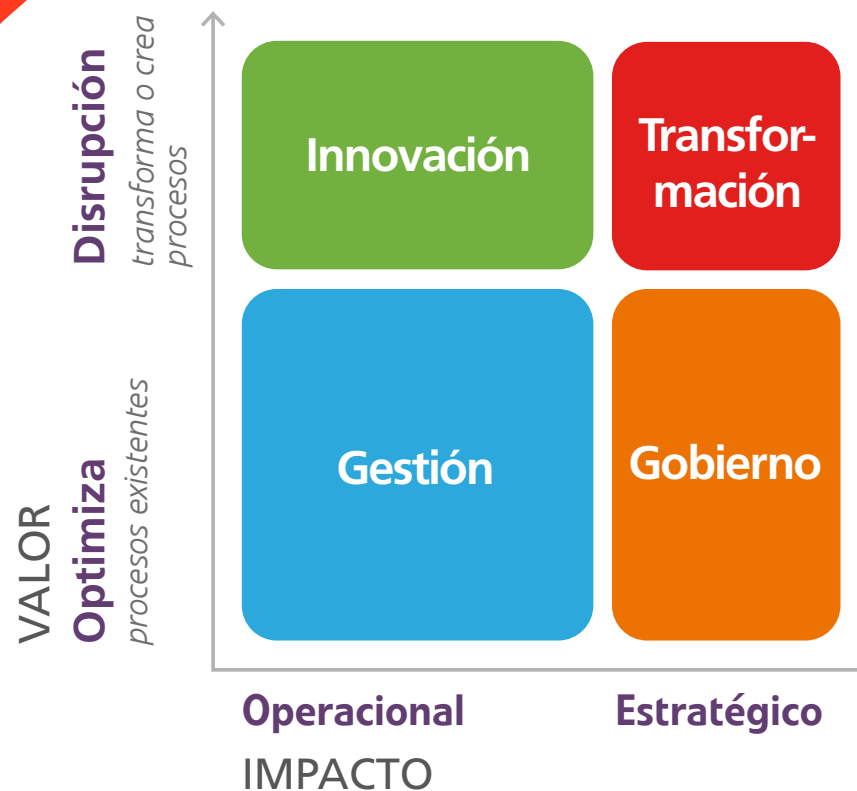 VALOR
Disrupción
transforma o crea
procesos
Optimiza
procesos existentes
Innovación
Transfor-
mación
Gestión
Gobierno
Operacional
Estratégico
IMPACTO